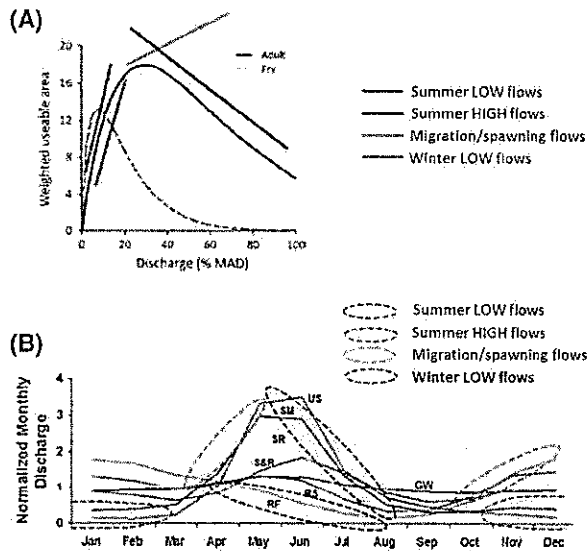 (A)
20
16
12
8
4
0
Weighted useable area
Adult
Fry
0 20 40 60 80 100
Discharge (% MAD)
Summer LOW flows
Summer HIGH flows
Migration/spawning flows
Winter LOW flows
(B)
Summer LOW flows
Summer HIGH flows
Migration/spawning flows
Winter LOW flows
4
3
2
1
0
Normalized Monthly
Discharge
US
SM
SR
S&R
GW
RS
RF
Jan Feb Mar Apr May Jun Jul Aug Sep Oct Nov Dec